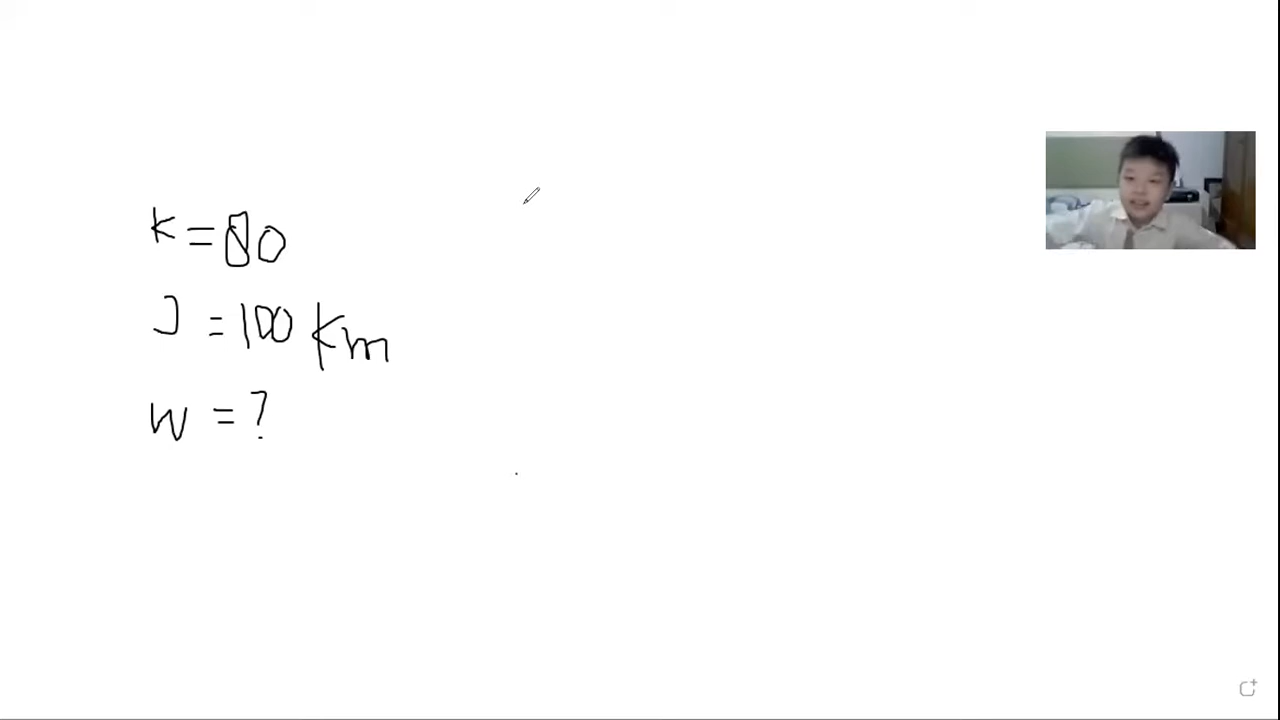 K = 80
J = 100 Km
W = ?